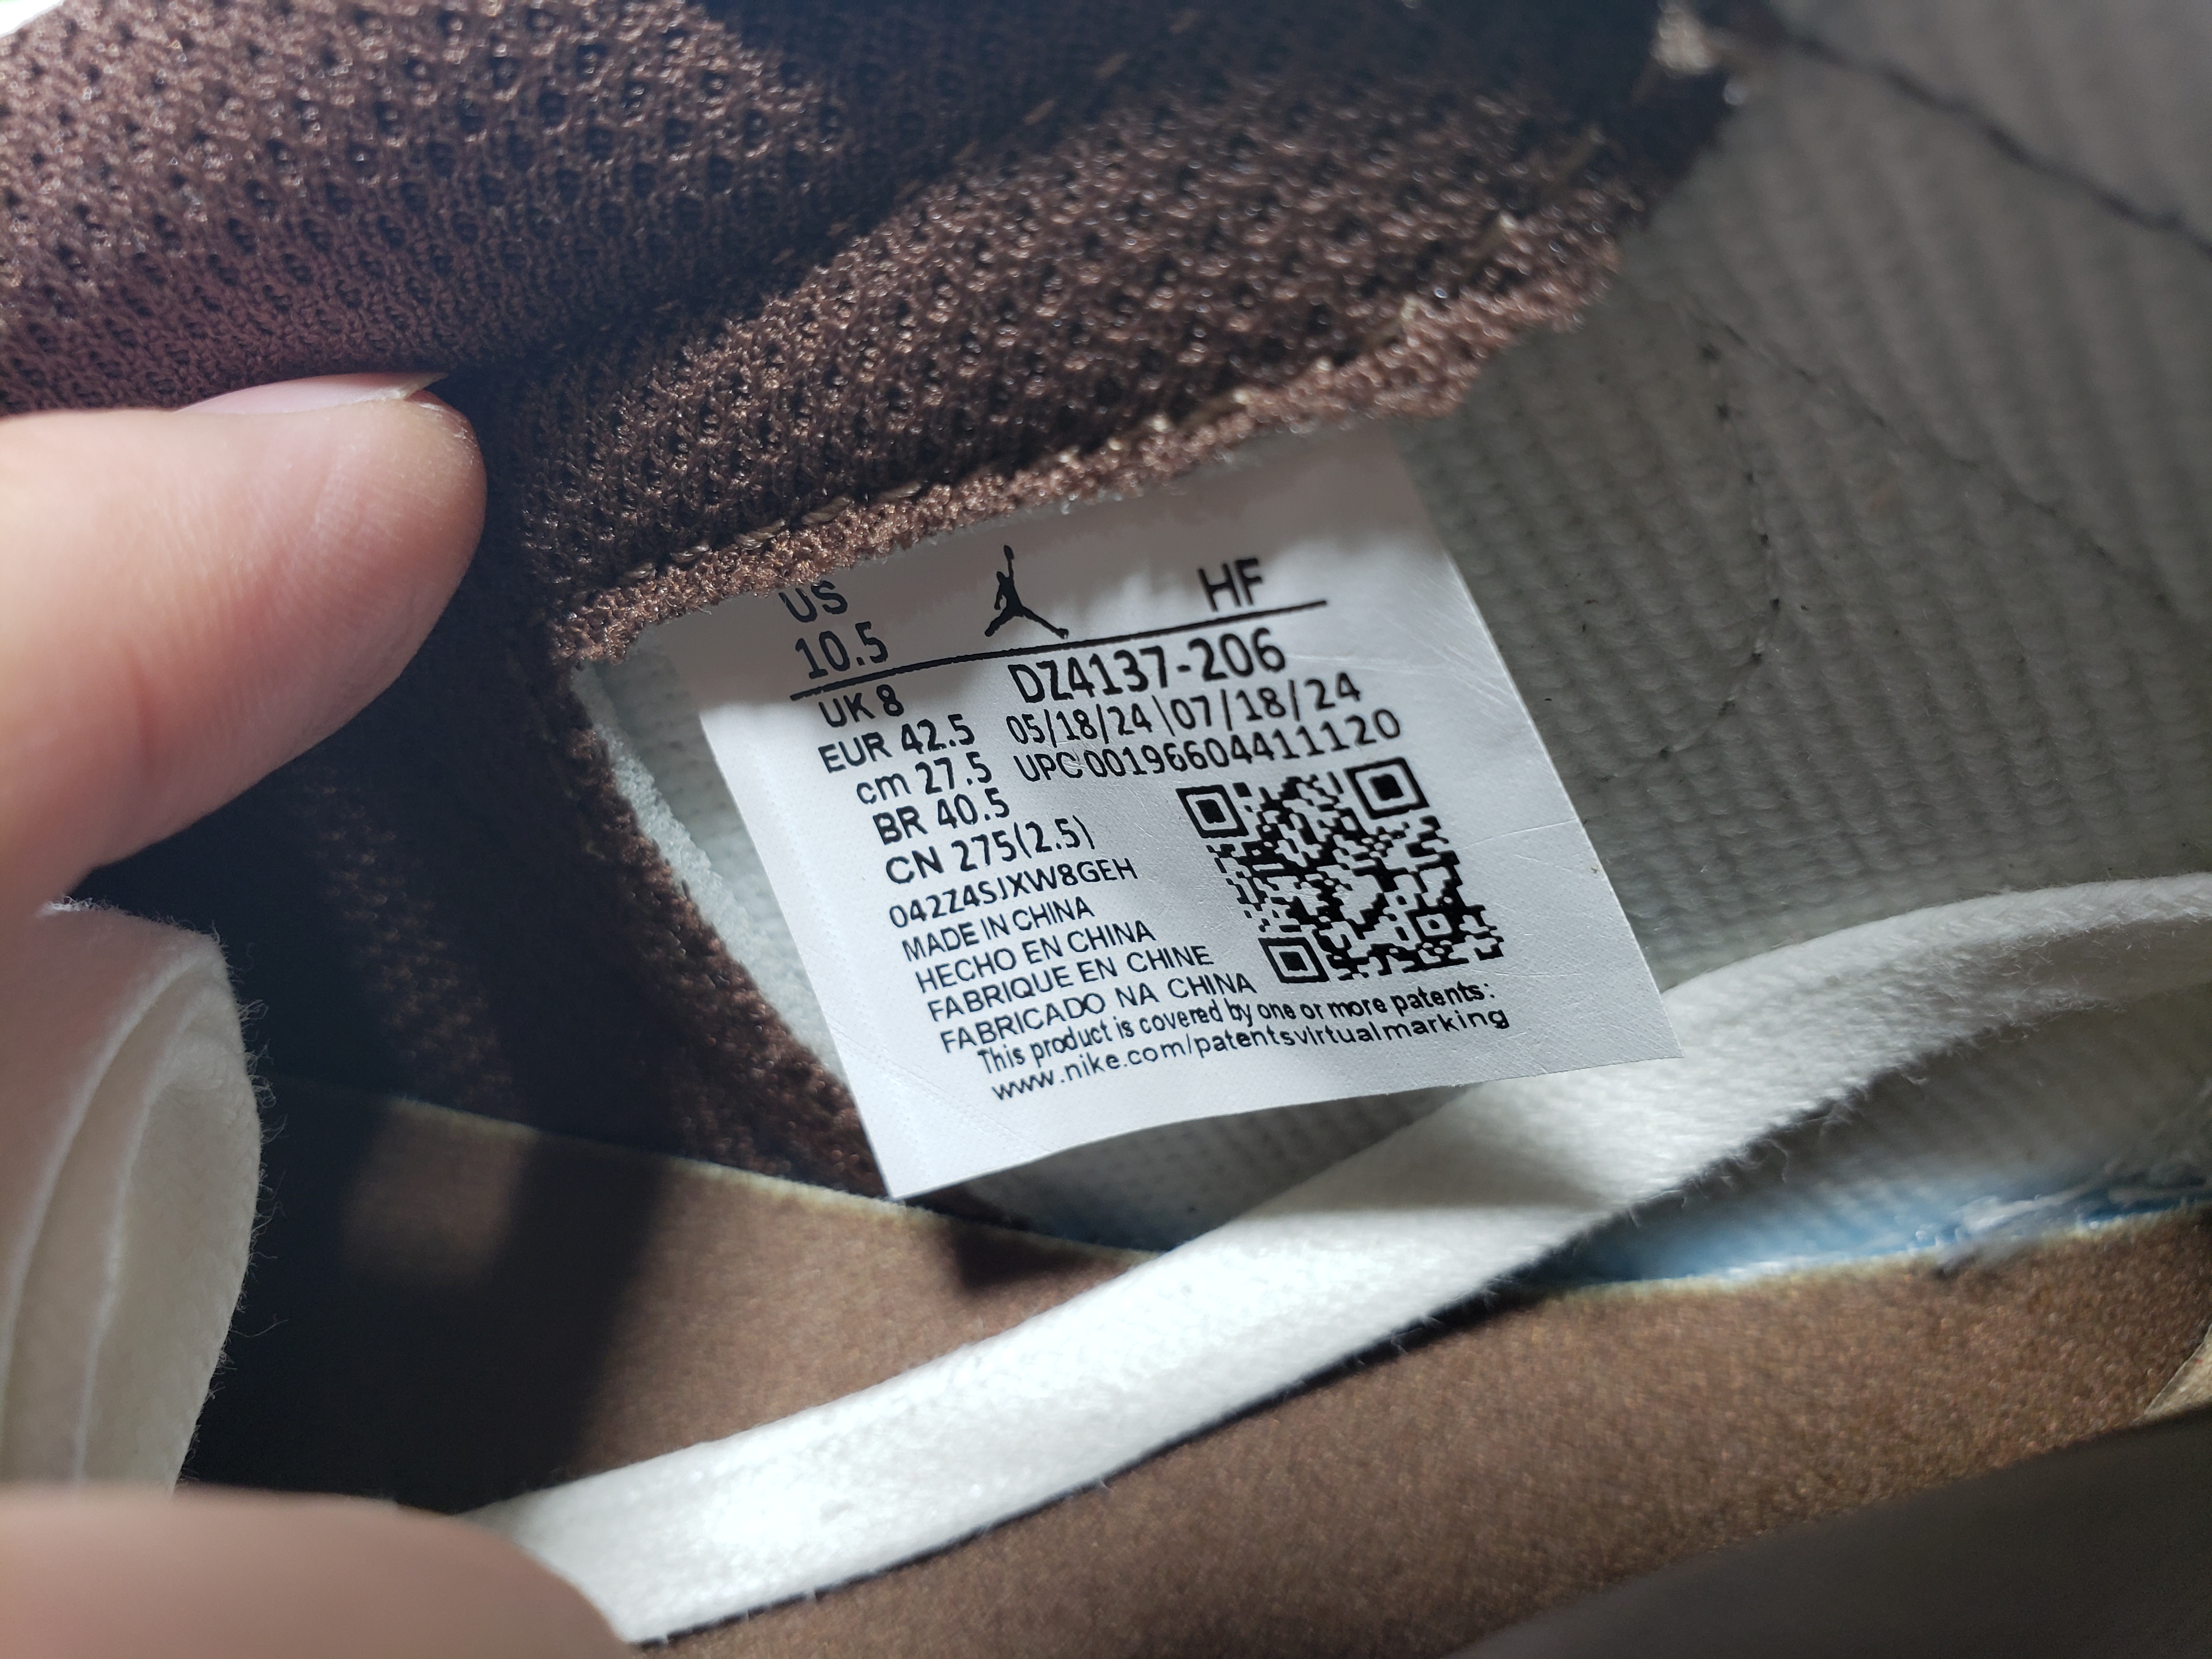 US HF
10.5
UK 8 DZ4137-206
EUR 42.5 05/18/24 07/18/24
cm 27.5 UPC 00196604411120
BR 40.5
CN 275(2.5)
042Z4SJXW8GEH
MADE IN CHINA
HECHO EN CHINA
FABRIQUE EN CHINE
FABRICADO NA CHINA
This product is covered by one or more patents:
www.nike.com/patentsvirtualmarking